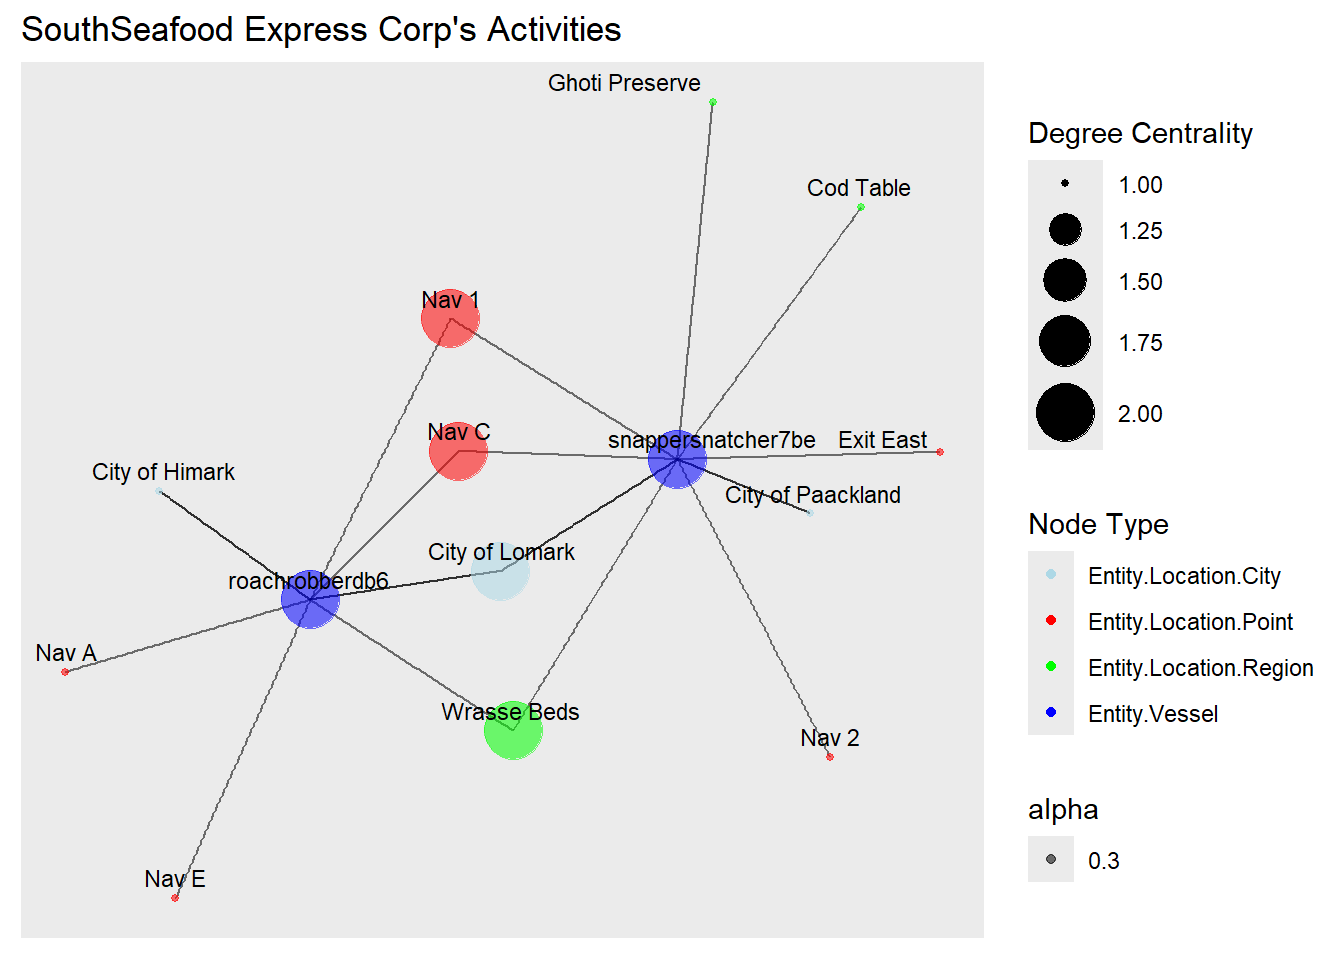 SouthSeafood Express Corp's Activities
Ghoti Preserve
Cod Table
Nav 1
Nav C
snappersnatcher7be
Exit East
City of Himark
City of Paackland
City of Lomark
roachrobberdb6
Nav A
Wrasse Beds
Nav 2
Nav E
Degree Centrality
1.00
1.25
1.50
1.75
2.00
Node Type
Entity.Location.City
Entity.Location.Point
Entity.Location.Region
Entity.Vessel
alpha
0.3